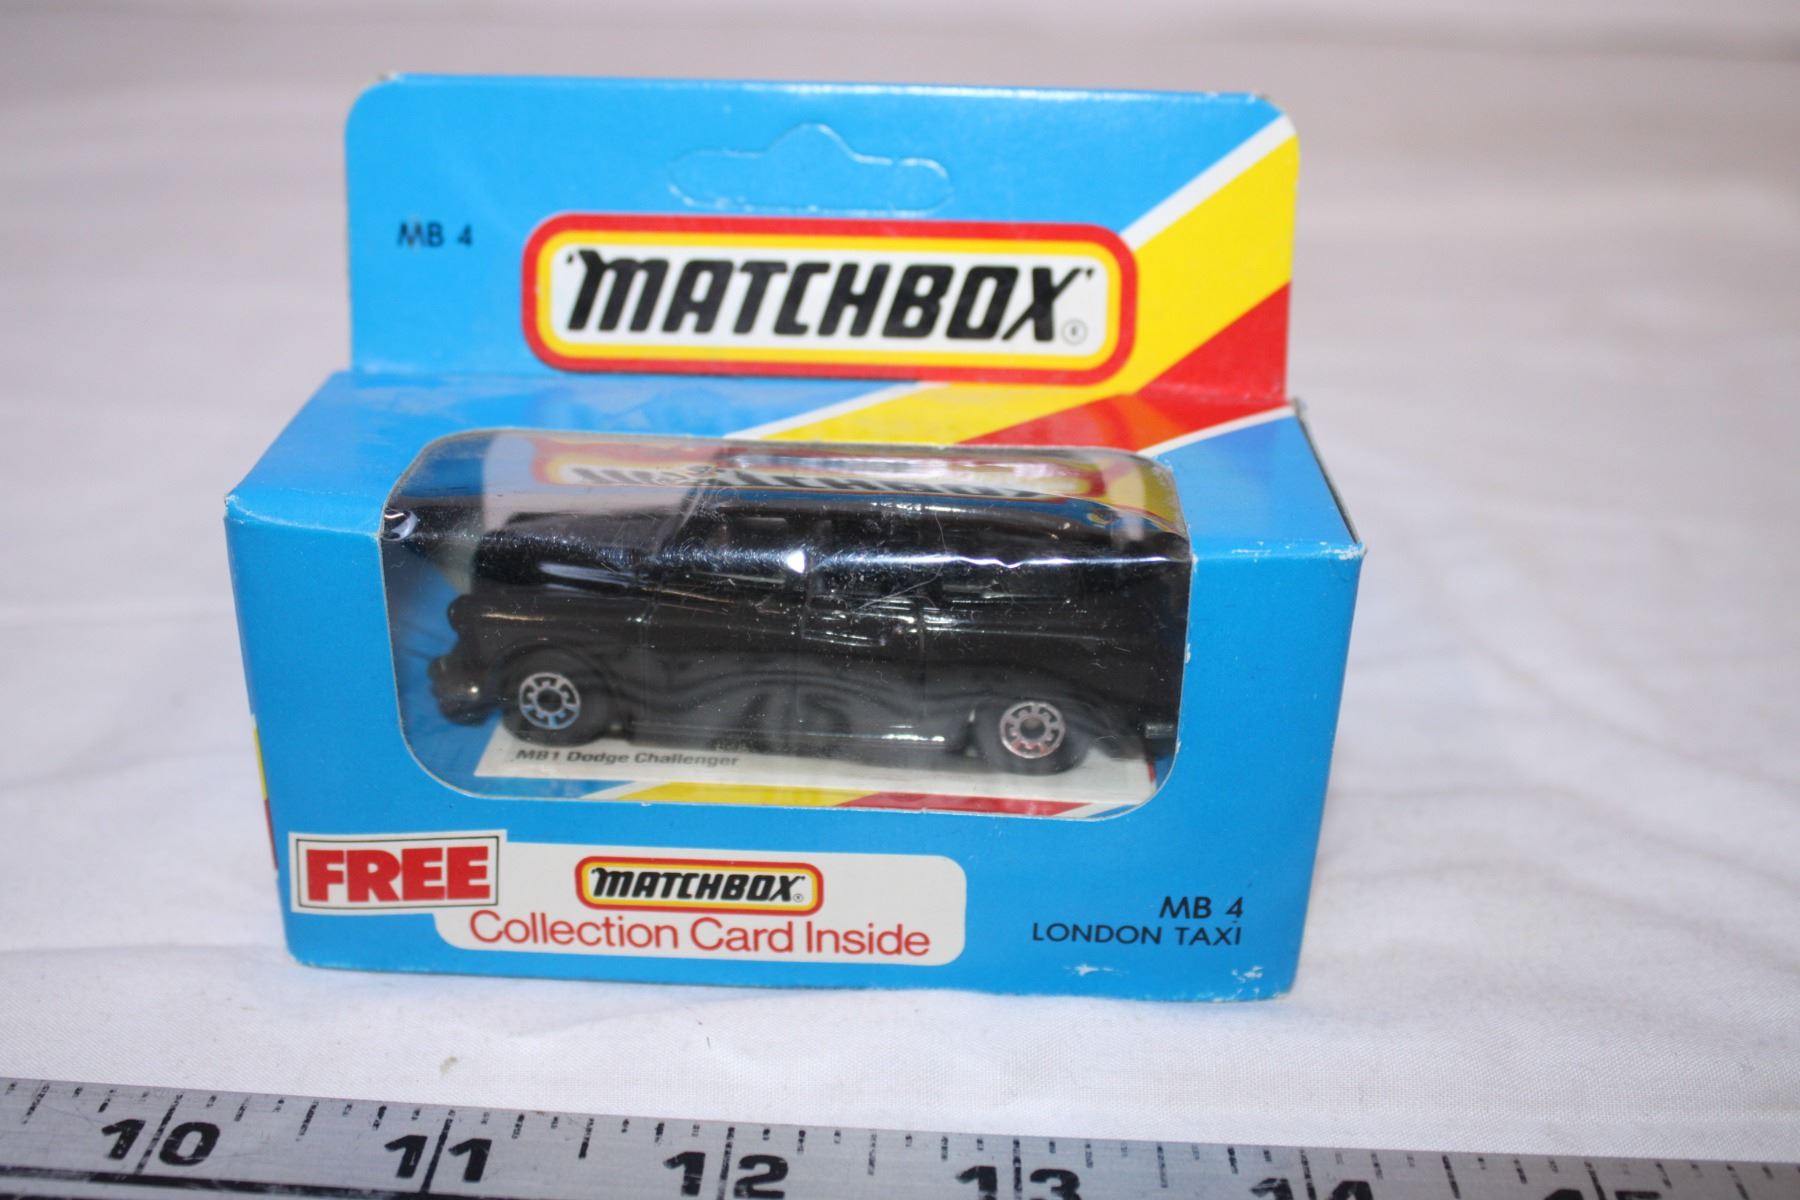 MB 4
'MATCHBOX'®
MB1 Dodge Challenger
FREE
'MATCHBOX'®
Collection Card Inside
MB 4
LONDON TAXI
10 11 12 13 14 15